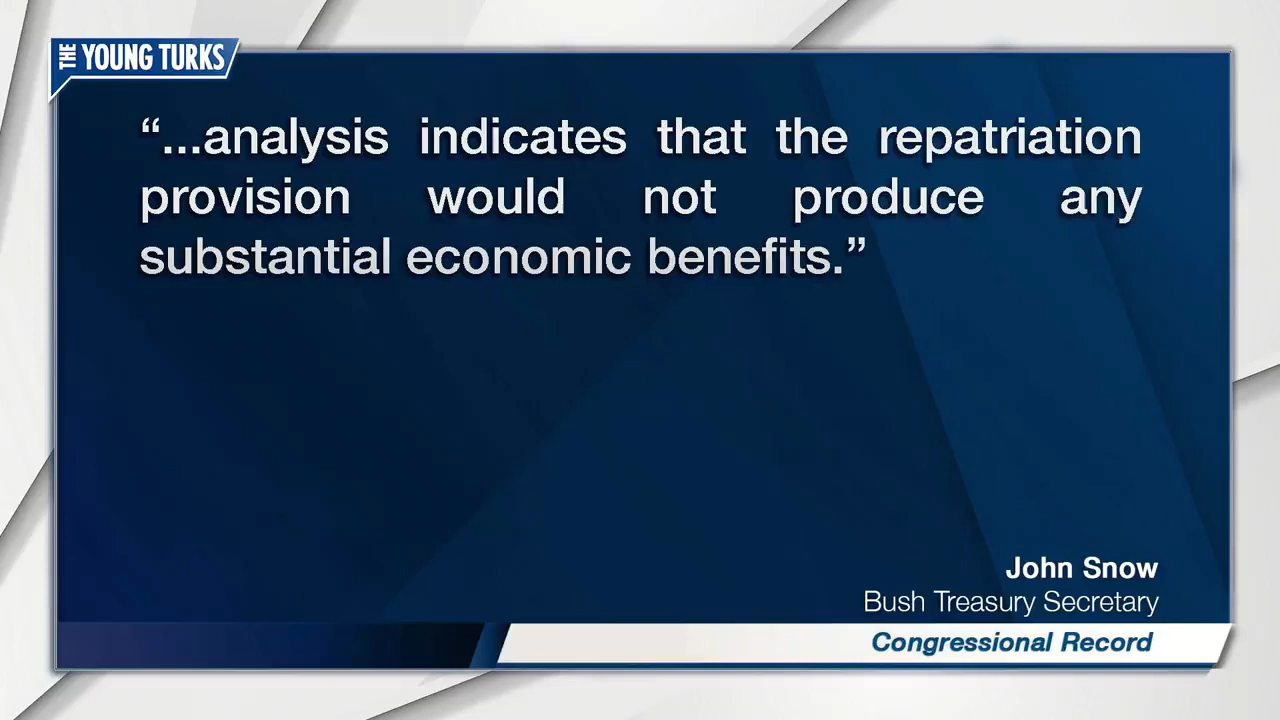 THE YOUNG TURKS
“...analysis indicates that the repatriation
provision would not produce any
substantial economic benefits.”
John Snow
Bush Treasury Secretary
Congressional Record